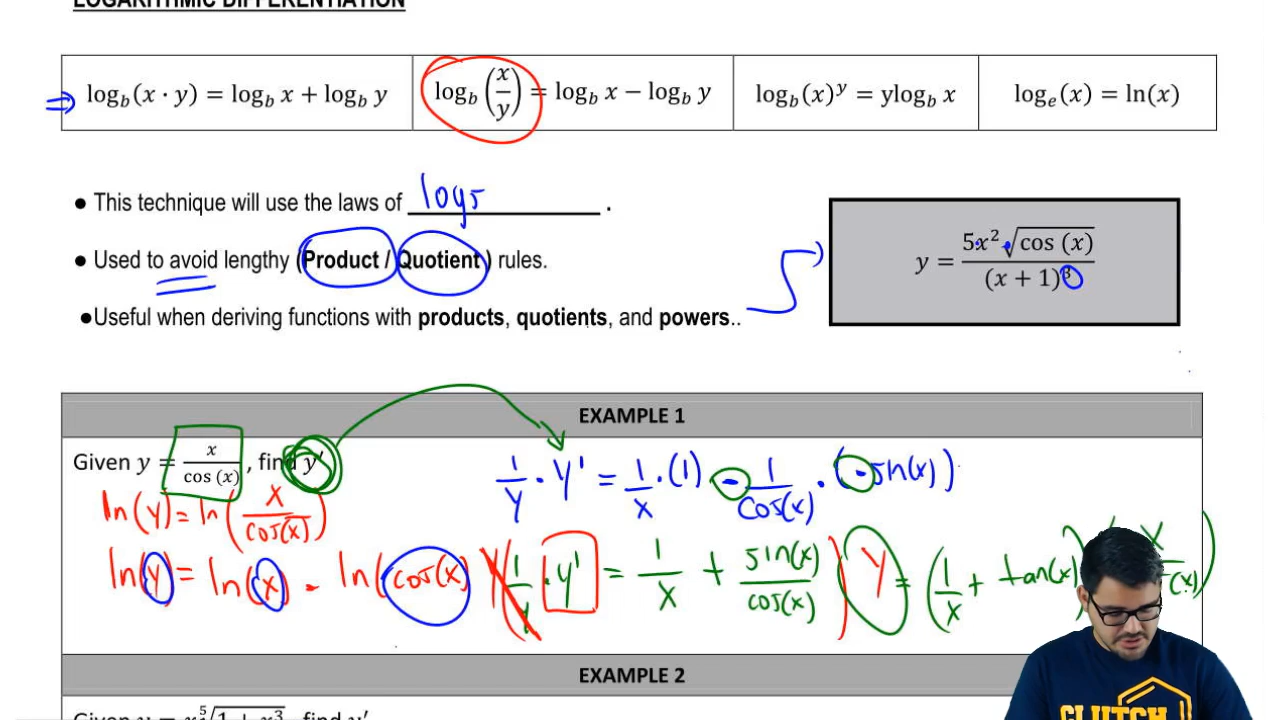 LOGARITHMIC DIFFERENTIATION
⇒ log_b(x · y) = log_b x + log_b y
log_b(x/y) = log_b x − log_b y
log_b(x)^y = ylog_b x
log_e(x) = ln(x)
● This technique will use the laws of logs .
● Used to avoid lengthy (Product / Quotient) rules.
●Useful when deriving functions with products, quotients, and powers..
y = 5x² √cos (x) / (x + 1)³
EXAMPLE 1
Given y = x / cos (x) , find y'
1/y · y' = 1/x · (1) - 1/cos(x) · (-sin(x))
ln(y) = ln(x/cos(x))
ln(y) = ln(x) - ln(cos(x))
y(1/y · y' = 1/x + sin(x)/cos(x)) y = (1/x + tan(x)) (x
EXAMPLE 2
CLUTCH